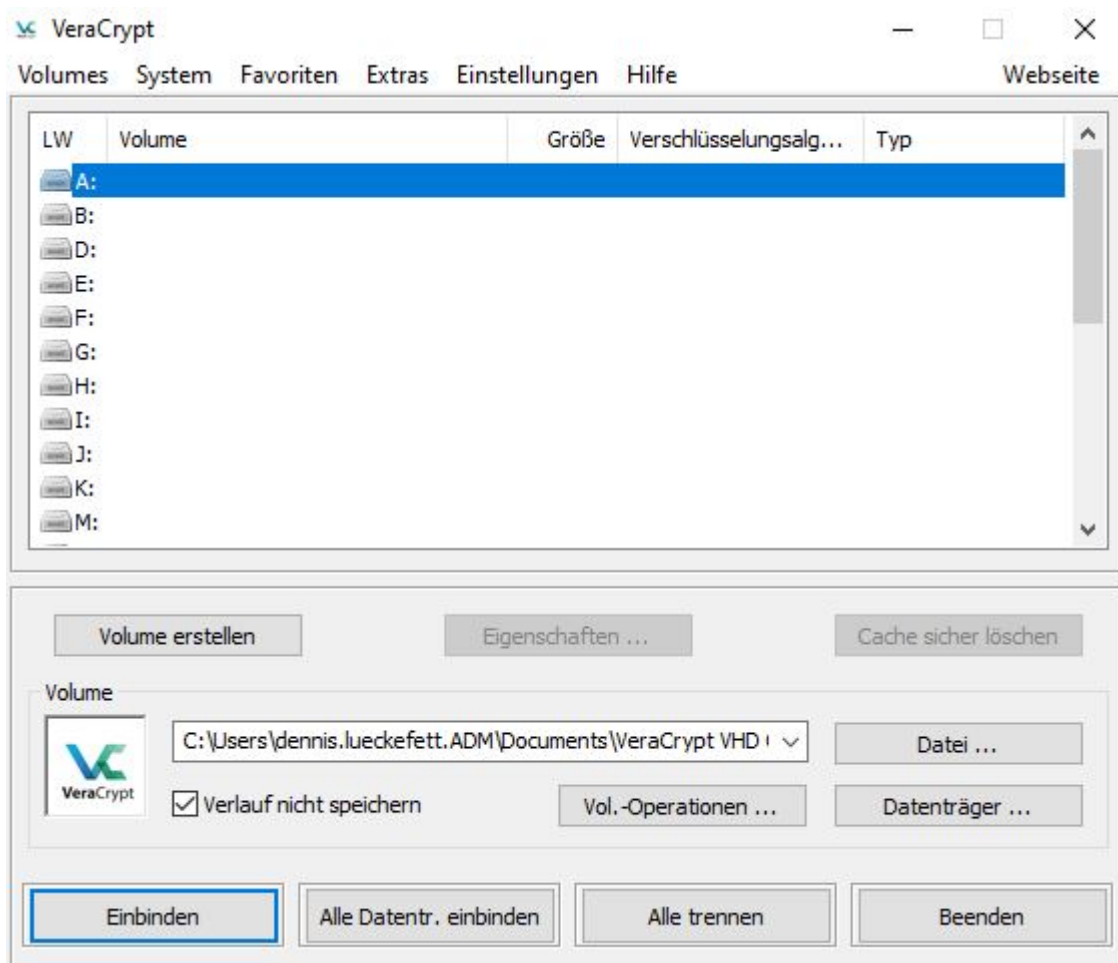 VeraCrypt
Volumes System Favoriten Extras Einstellungen Hilfe Webseite
LW Volume Größe Verschlüsselungsalg... Typ
A:
B:
D:
E:
F:
G:
H:
I:
J:
K:
M:
Volume erstellen Eigenschaften ... Cache sicher löschen
Volume
C:\Users\dennis.lueckefett.ADM\Documents\VeraCrypt VHD Datei ...
VeraCrypt
Verlauf nicht speichern Vol.-Operationen ... Datenträger ...
Einbinden Alle Datentr. einbinden Alle trennen Beenden